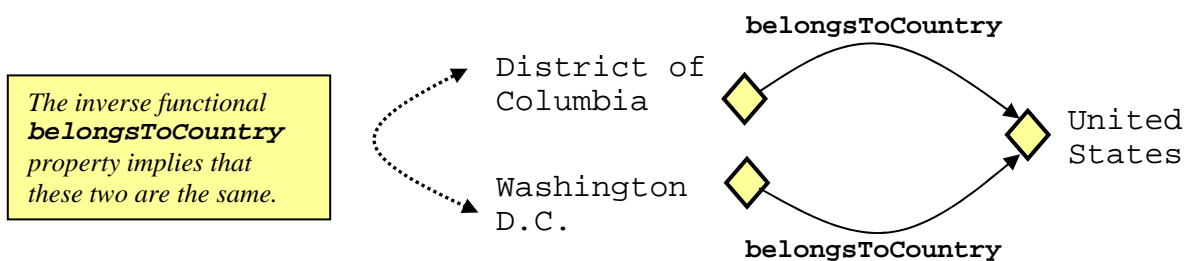 belongsToCountry
The inverse functional
belongsToCountry
property implies that
these two are the same.
District of
Columbia
United
States
Washington
D.C.
belongsToCountry